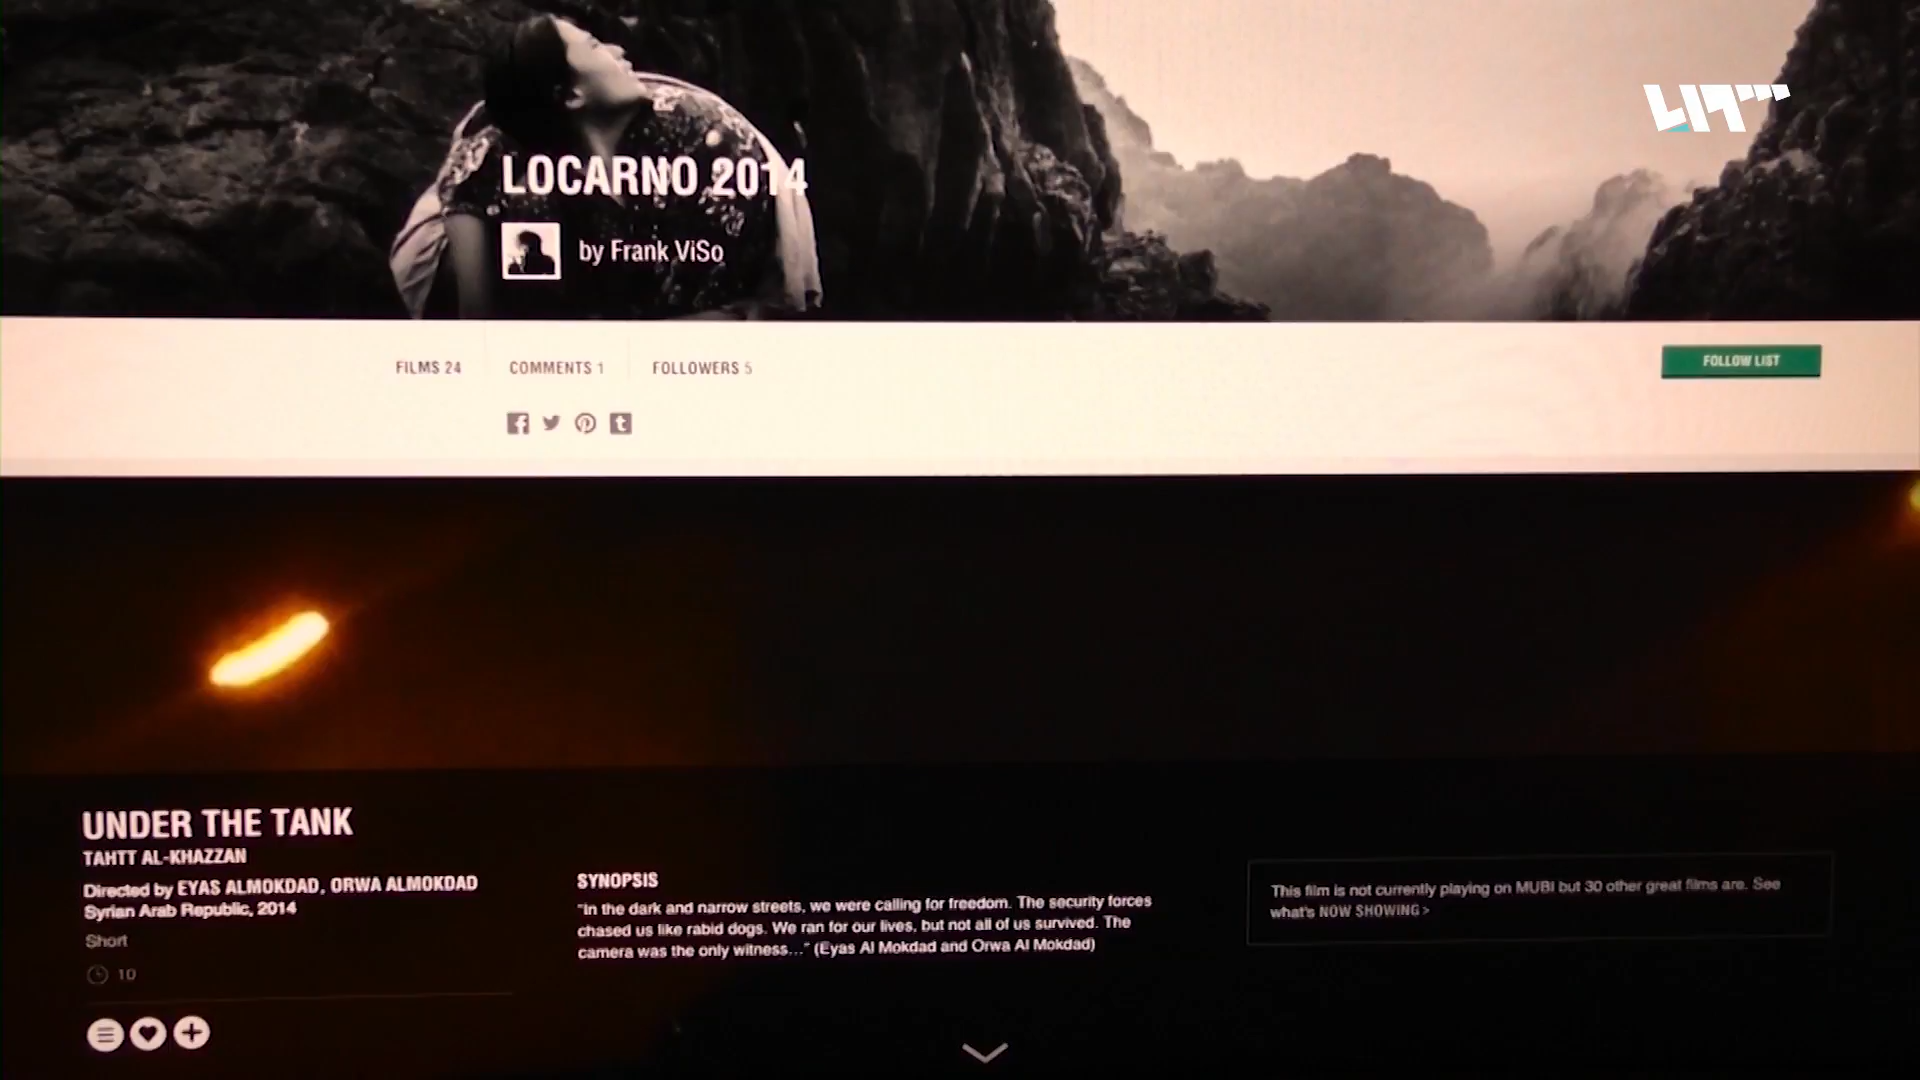 LOCARNO 2014
by Frank ViSo
FILMS 24
COMMENTS 1
FOLLOWERS 5
FOLLOW LIST
UNDER THE TANK
TAHTT AL-KHAZZAN
Directed by EYAS ALMOKDAD, ORWA ALMOKDAD
Syrian Arab Republic, 2014
Short
10
SYNOPSIS
"In the dark and narrow streets, we were calling for freedom. The security forces
chased us like rabid dogs. We ran for our lives, but not all of us survived. The
camera was the only witness..." (Eyas Al Mokdad and Orwa Al Mokdad)
This film is not currently playing on MUBI but 30 other great films are. See
what's NOW SHOWING >